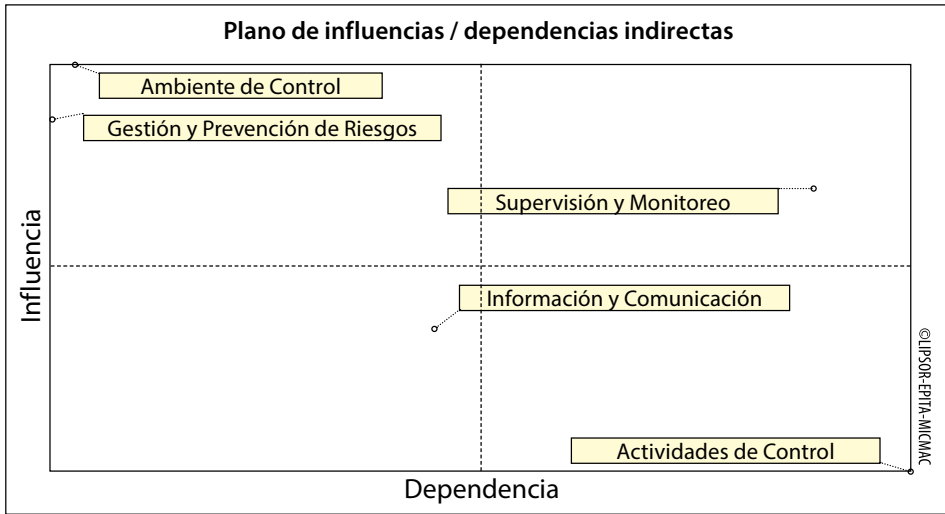 Plano de influencias / dependencias indirectas
Ambiente de Control
Gestión y Prevención de Riesgos
Supervisión y Monitoreo
Influencia
Información y Comunicación
©LIPSOR-EPITA-MICMAC
Actividades de Control
Dependencia